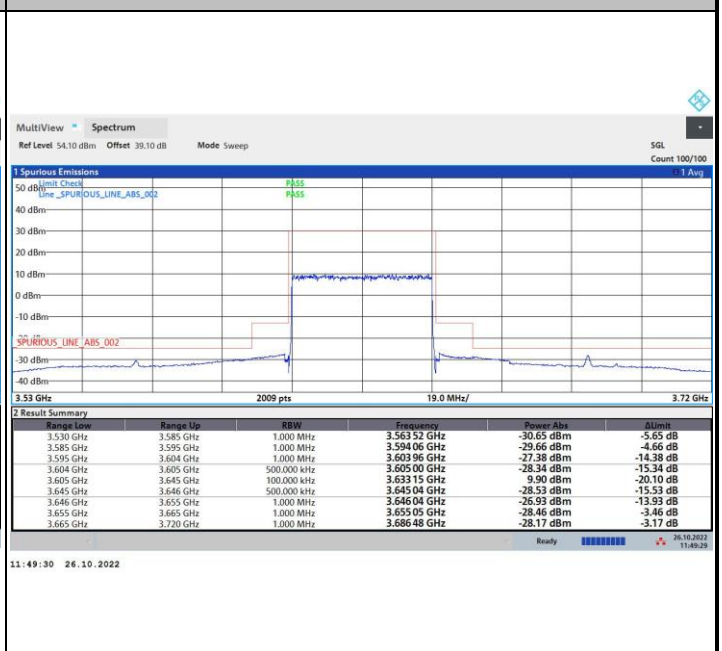 MultiView Spectrum
Ref Level 54.10 dBm Offset 39.10 dB Mode Sweep SGL
Count 100/100
1 Spurious Emissions 1 Avg
Limit Check PASS
50 dBm
Line _SPURIOUS_LINE_ABS_002 PASS
40 dBm
30 dBm
20 dBm
10 dBm
0 dBm
-10 dBm
SPURIOUS_LINE_ABS_002
-30 dBm
-40 dBm
3.53 GHz 2009 pts 19.0 MHz/ 3.72 GHz
2 Result Summary
Range Low Range Up RBW Frequency Power Abs ΔLimit
3.530 GHz 3.585 GHz 1.000 MHz 3.563 52 GHz -30.65 dBm -5.65 dB
3.585 GHz 3.595 GHz 1.000 MHz 3.594 06 GHz -29.66 dBm -4.66 dB
3.595 GHz 3.604 GHz 1.000 MHz 3.603 96 GHz -27.38 dBm -14.38 dB
3.604 GHz 3.605 GHz 500.000 kHz 3.605 00 GHz -28.34 dBm -15.34 dB
3.605 GHz 3.645 GHz 100.000 kHz 3.633 15 GHz 9.90 dBm -20.10 dB
3.645 GHz 3.646 GHz 500.000 kHz 3.645 04 GHz -28.53 dBm -15.53 dB
3.646 GHz 3.655 GHz 1.000 MHz 3.646 04 GHz -26.93 dBm -13.93 dB
3.655 GHz 3.665 GHz 1.000 MHz 3.655 05 GHz -28.46 dBm -3.46 dB
3.665 GHz 3.720 GHz 1.000 MHz 3.686 48 GHz -28.17 dBm -3.17 dB
Ready 26.10.2022
11:49:29
11:49:30 26.10.2022